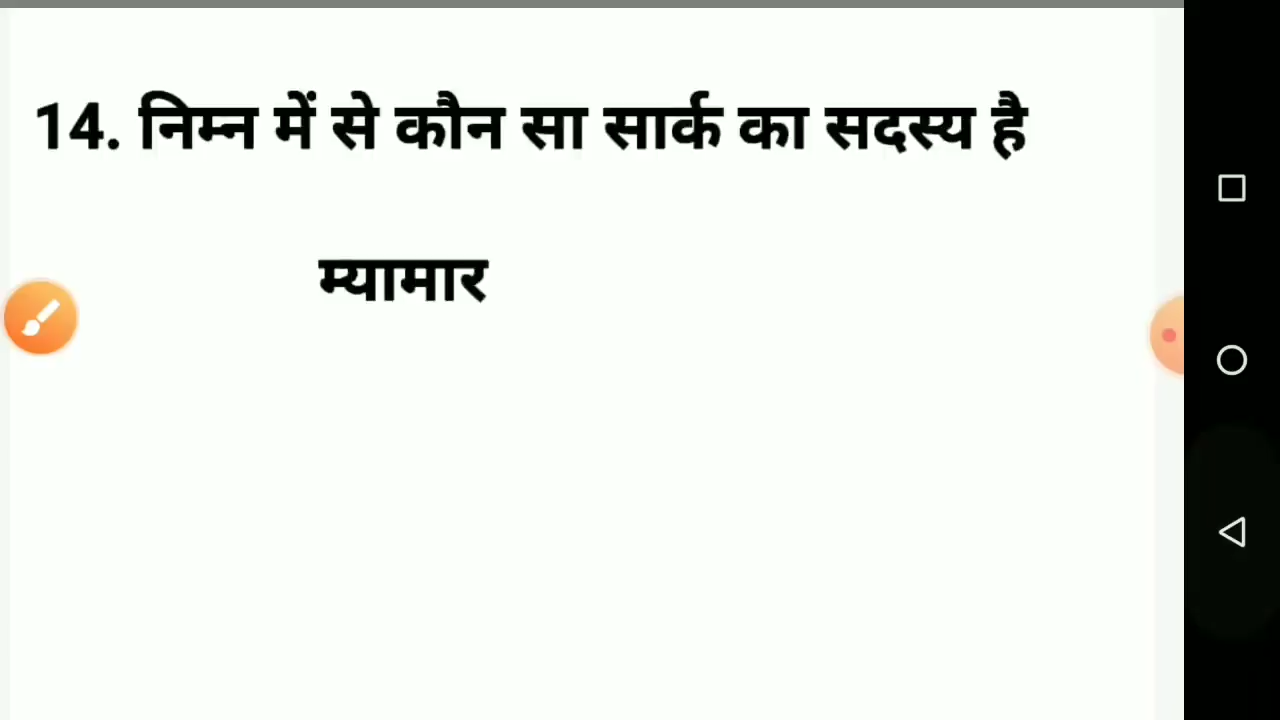 14. निम्न में से कौन सा सार्क का सदस्य है
म्यामार